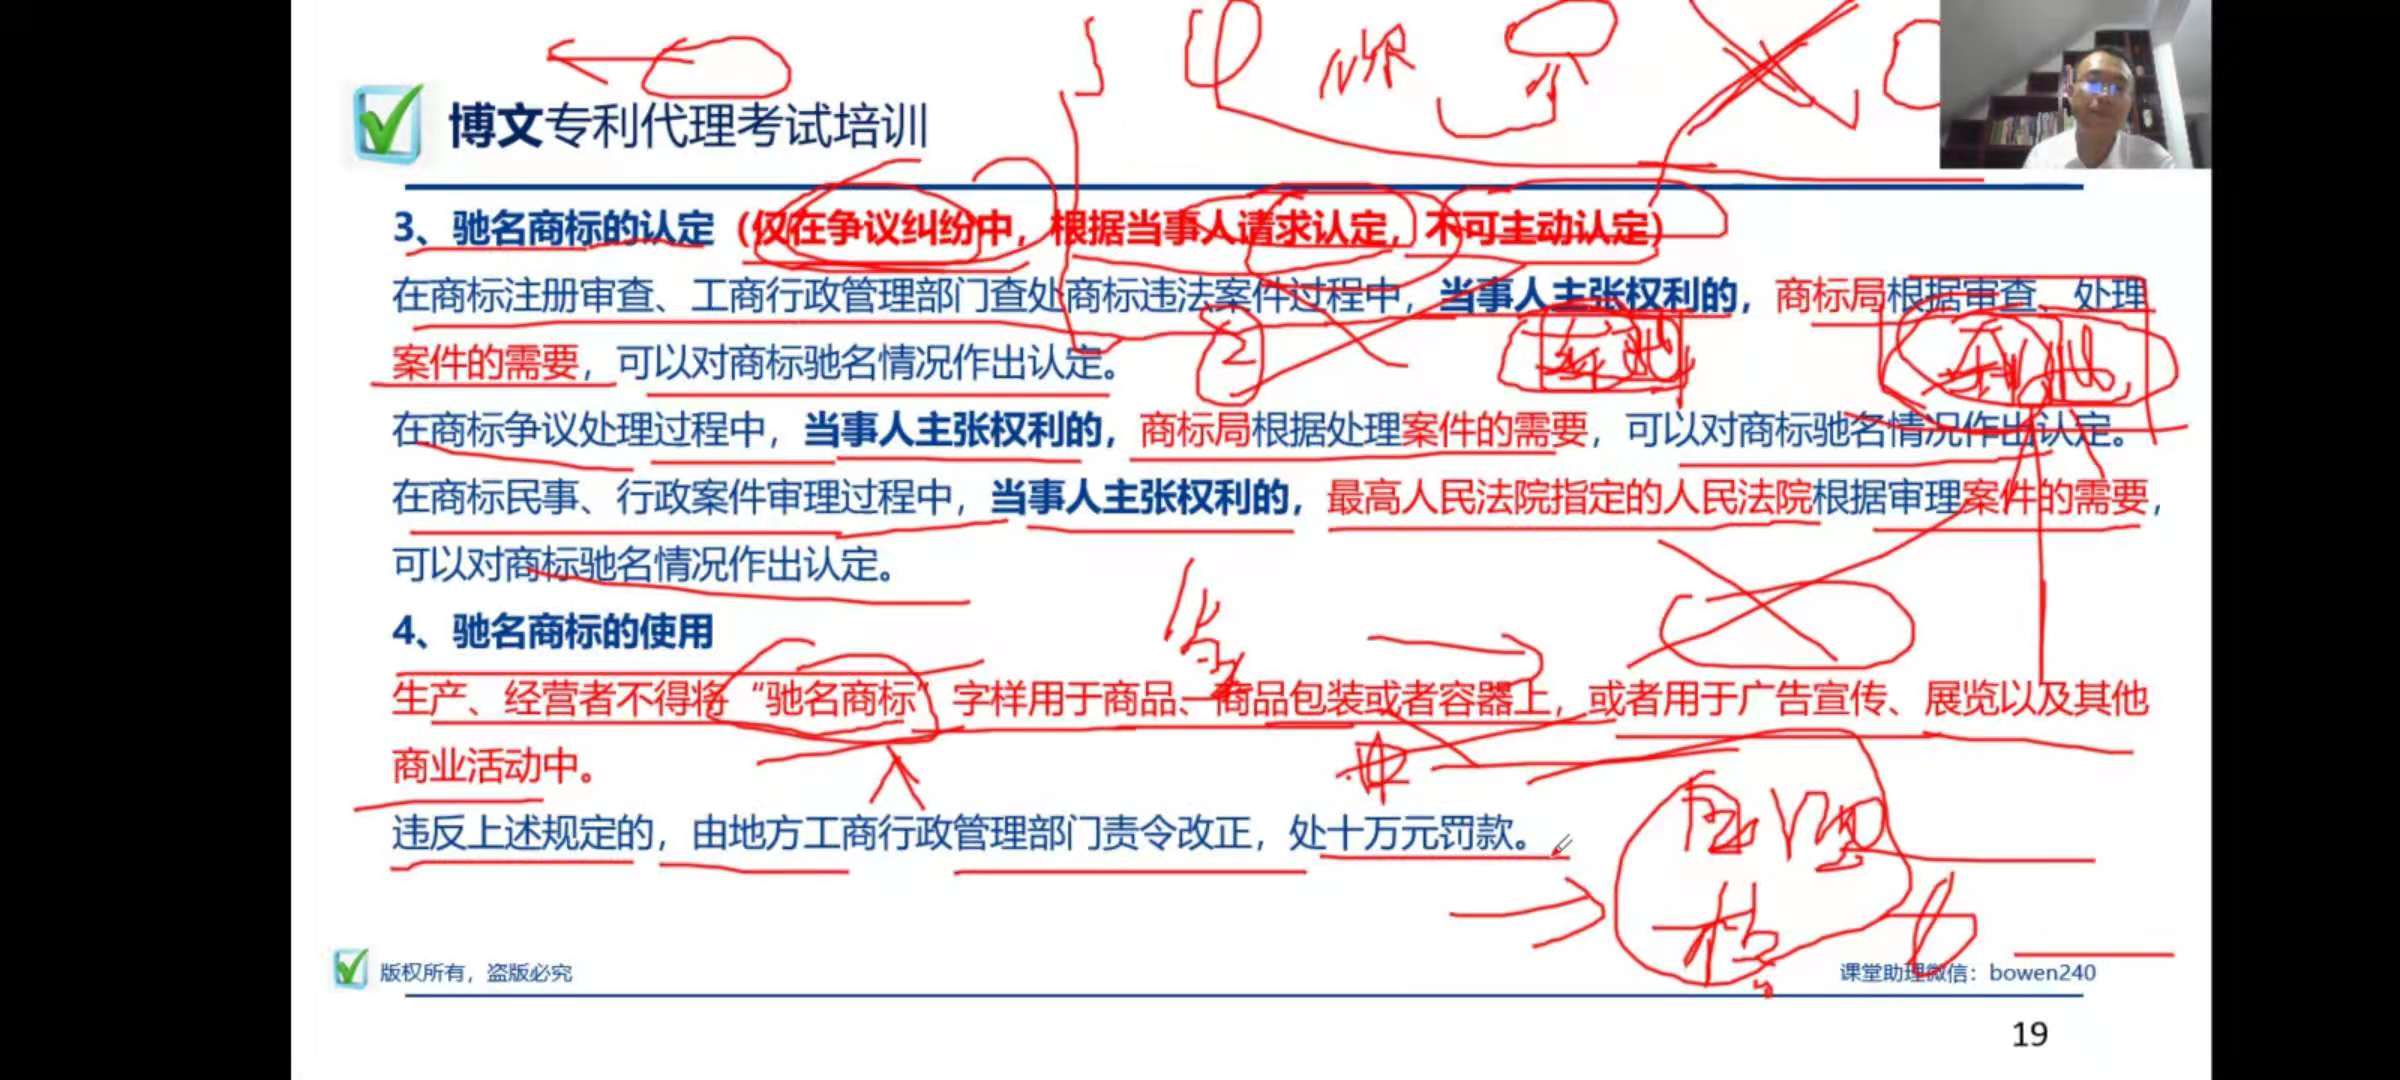 博文专利代理考试培训
3、驰名商标的认定（仅在争议纠纷中，根据当事人请求认定，不可主动认定）
在商标注册审查、工商行政管理部门查处商标违法案件过程中，当事人主张权利的，商标局根据审查、处理
案件的需要，可以对商标驰名情况作出认定。
在商标争议处理过程中，当事人主张权利的，商标局根据处理案件的需要，可以对商标驰名情况作出认定。
在商标民事、行政案件审理过程中，当事人主张权利的，最高人民法院指定的人民法院根据审理案件的需要，
可以对商标驰名情况作出认定。
4、驰名商标的使用
生产、经营者不得将“驰名商标”字样用于商品、商品包装或者容器上，或者用于广告宣传、展览以及其他
商业活动中。
违反上述规定的，由地方工商行政管理部门责令改正，处十万元罚款。
版权所有，盗版必究
课堂助理微信：bowen240
19